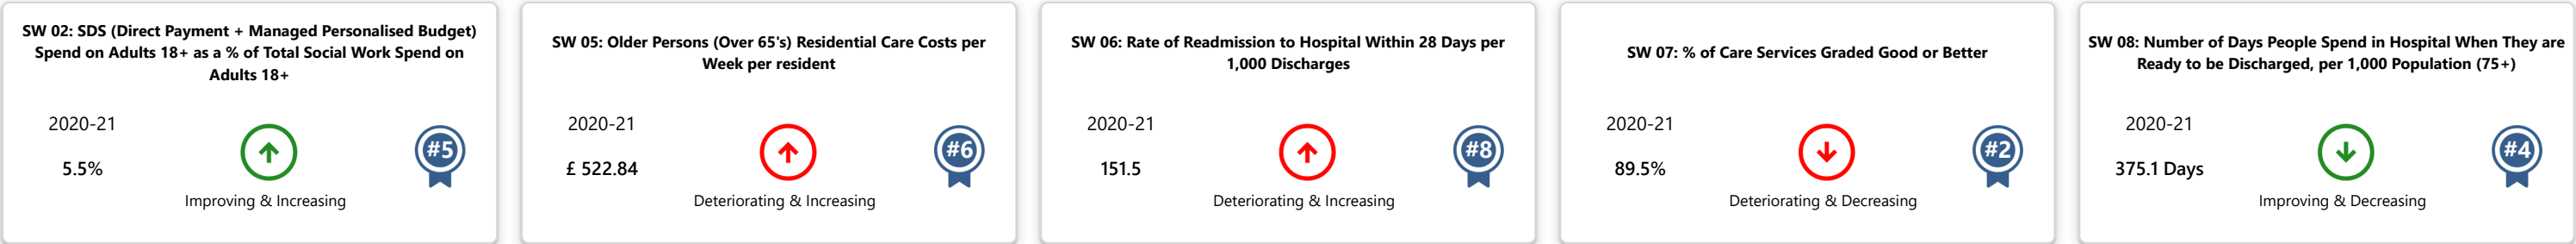 SW 02: SDS (Direct Payment + Managed Personalised Budget)
Spend on Adults 18+ as a % of Total Social Work Spend on
Adults 18+
2020-21
5.5%
#5
Improving & Increasing
SW 05: Older Persons (Over 65's) Residential Care Costs per
Week per resident
2020-21
£ 522.84
#6
Deteriorating & Increasing
SW 06: Rate of Readmission to Hospital Within 28 Days per
1,000 Discharges
2020-21
151.5
#8
Deteriorating & Increasing
SW 07: % of Care Services Graded Good or Better
2020-21
89.5%
#2
Deteriorating & Decreasing
SW 08: Number of Days People Spend in Hospital When They are
Ready to be Discharged, per 1,000 Population (75+)
2020-21
375.1 Days
#4
Improving & Decreasing